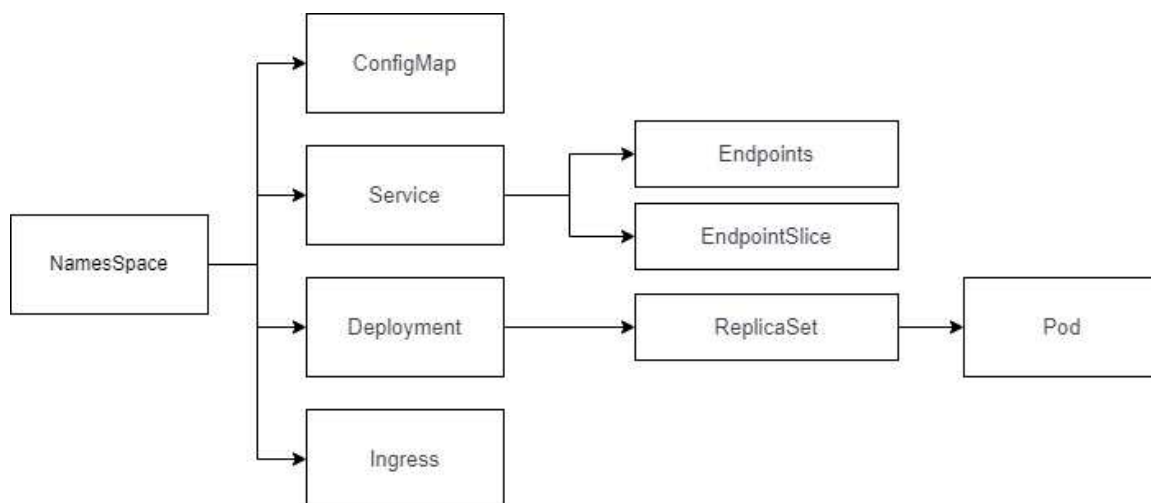 ConfigMap
Service
Endpoints
EndpointSlice
NamesSpace
Deployment
ReplicaSet
Pod
Ingress